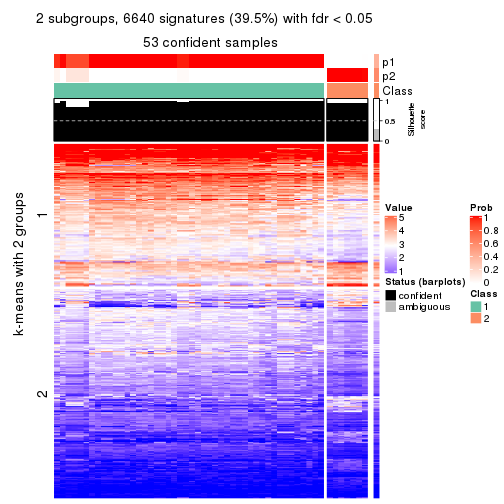 2 subgroups, 6640 signatures (39.5%) with fdr < 0.05
53 confident samples
p1
p2
Class
1
0.5
0
Silhouette
score
k-means with 2 groups
1
2
Value
5
4
3
2
1
Status (barplots)
confident
ambiguous
Prob
1
0.8
0.6
0.4
0.2
0
Class
1
2